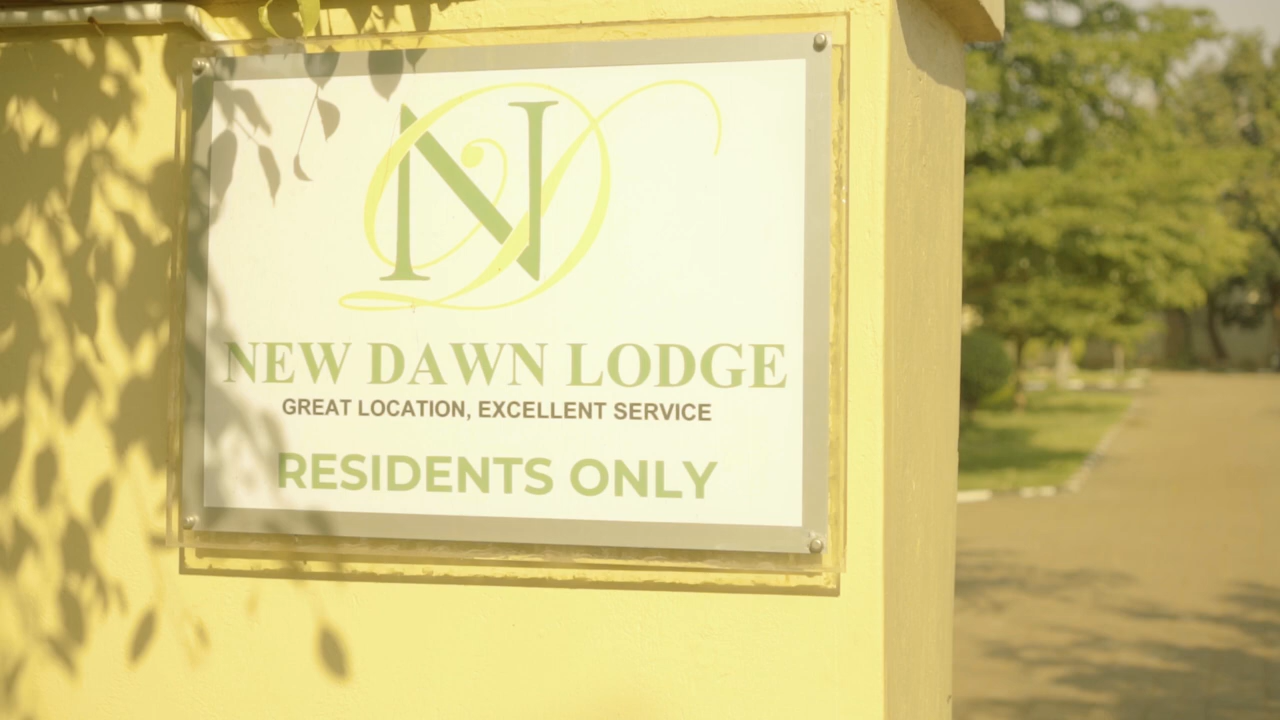 ND
NEW DAWN LODGE
GREAT LOCATION, EXCELLENT SERVICE
RESIDENTS ONLY